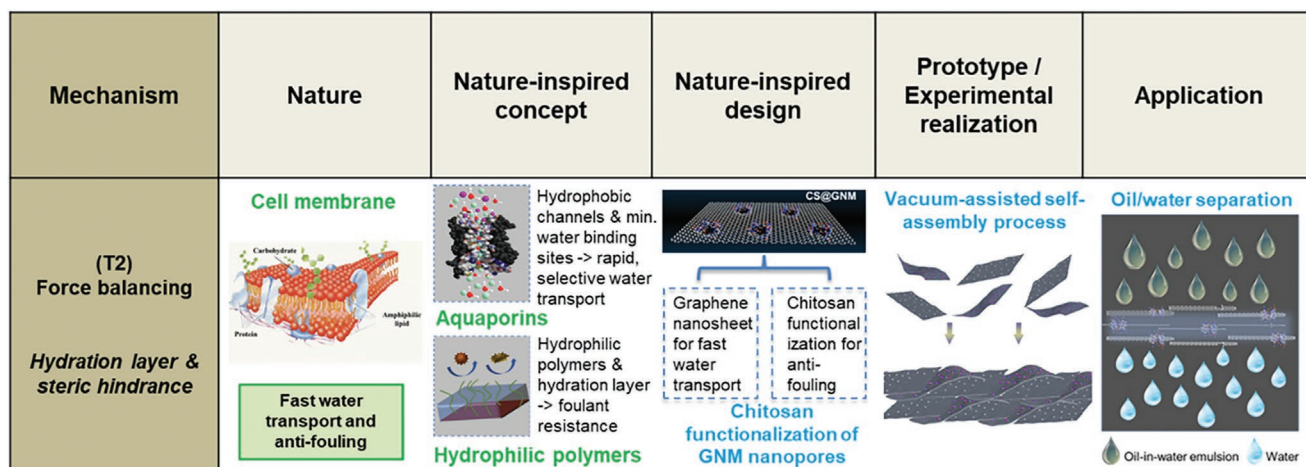 Mechanism
Nature
Nature-inspired
concept
Nature-inspired
design
Prototype /
Experimental
realization
Application
(T2)
Force balancing
Hydration layer &
steric hindrance
Cell membrane
Carbohydrate
Protein
Amphiphilic
lipid
Fast water
transport and
anti-fouling
Hydrophobic
channels & min.
water binding
sites -> rapid,
selective water
transport
Aquaporins
Hydrophilic
polymers &
hydration layer
-> foulant
resistance
Hydrophilic polymers
CS@GNM
Graphene
nanosheet
for fast
water
transport
Chitosan
functional
ization for
anti-
fouling
Chitosan
functionalization of
GNM nanopores
Vacuum-assisted self-
assembly process
Oil/water separation
Oil-in-water emulsion
Water